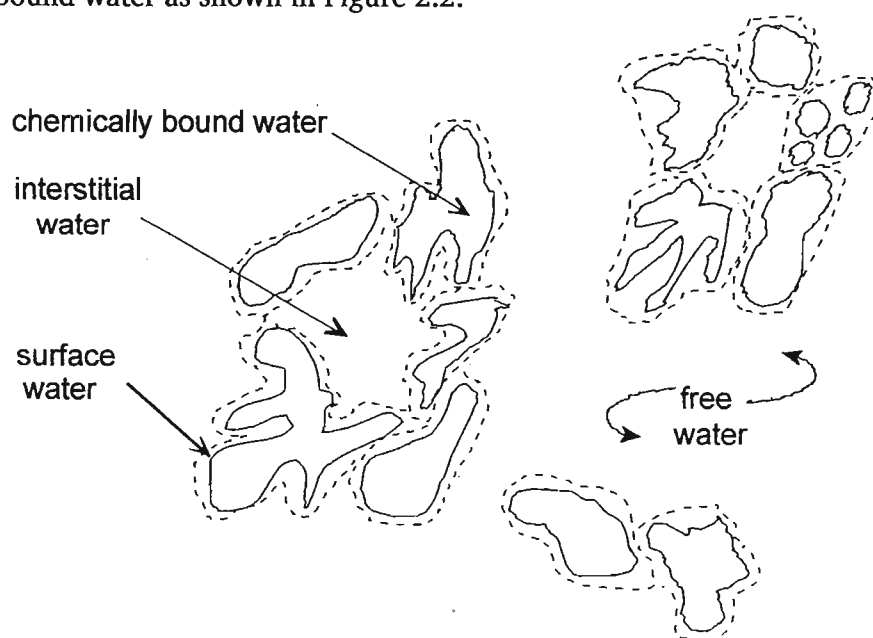 bound water as shown in Figure 2.2.
chemically bound water
interstitial
water
surface
water
free
water